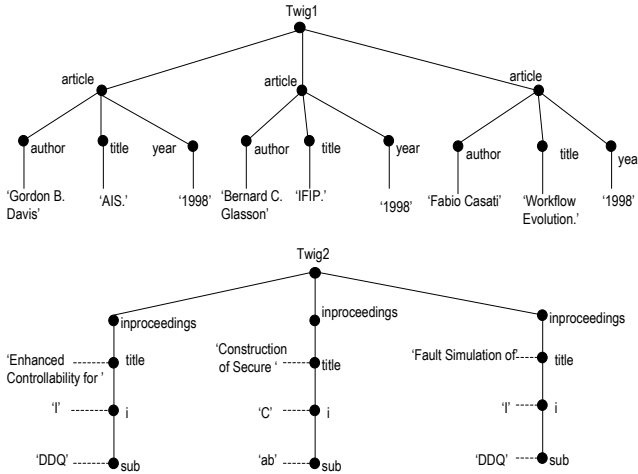 Twig1
article
article
article
author
title
year
author
title
year
author
title
yea
‘Gordon B.
Davis’
‘AIS.’
‘1998’
‘Bernard C.
Glasson’
‘IFIP.’
‘1998’
‘Fabio Casati’
‘Workflow
Evolution.’
‘1998’
Twig2
inproceedings
inproceedings
inproceedings
‘Enhanced
Controllability for ’
title
‘Construction
of Secure ‘
title
‘Fault Simulation of’
title
‘I’
i
‘C’
i
‘I’
i
‘DDQ’
sub
‘ab’
sub
‘DDQ’
sub